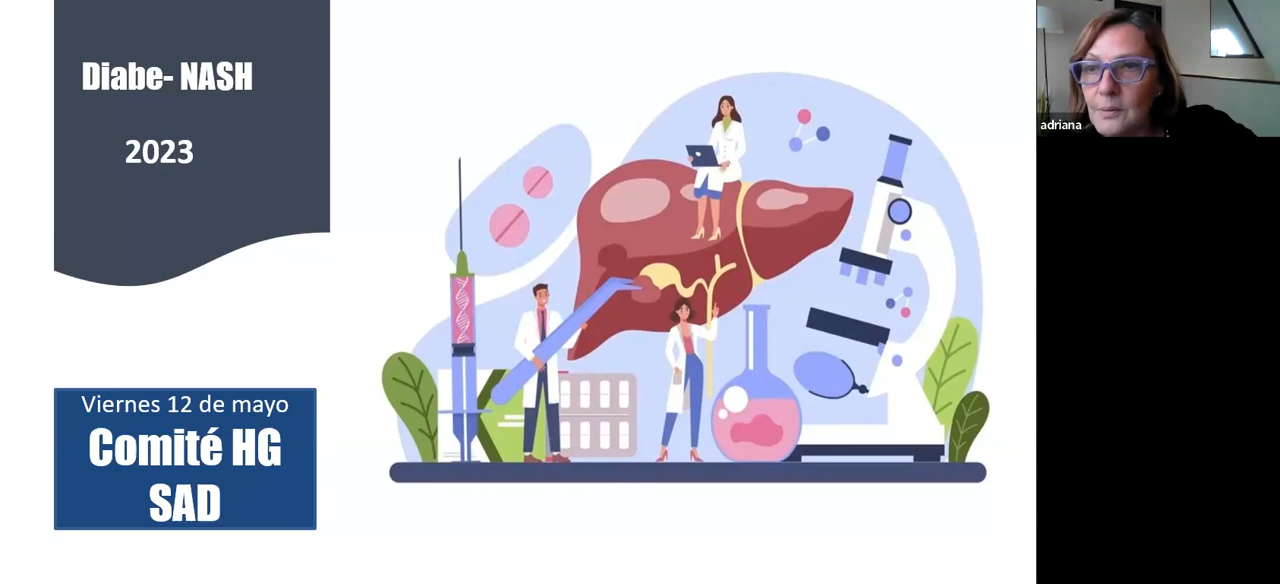 Diabe- NASH
2023
Viernes 12 de mayo
Comité HG
SAD
adriana